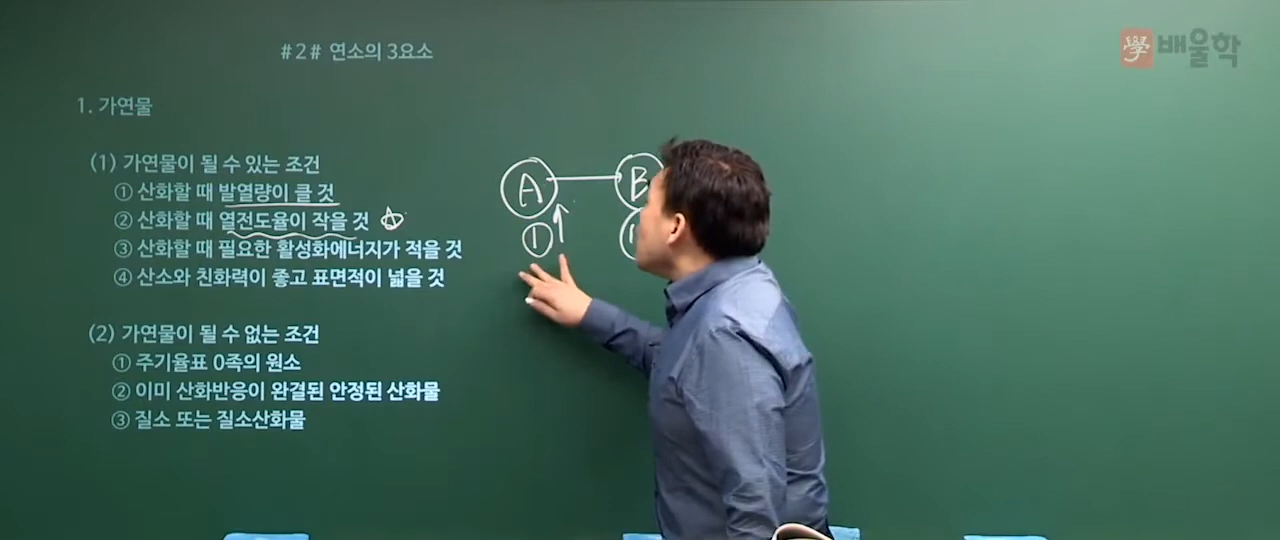 #2# 연소의 3요소
學 배울학
1. 가연물
(1) 가연물이 될 수 있는 조건
① 산화할 때 발열량이 클 것
② 산화할 때 열전도율이 작을 것
③ 산화할 때 필요한 활성화에너지가 적을 것
④ 산소와 친화력이 좋고 표면적이 넓을 것
(2) 가연물이 될 수 없는 조건
① 주기율표 0족의 원소
② 이미 산화반응이 완결된 안정된 산화물
③ 질소 또는 질소산화물
A B
①